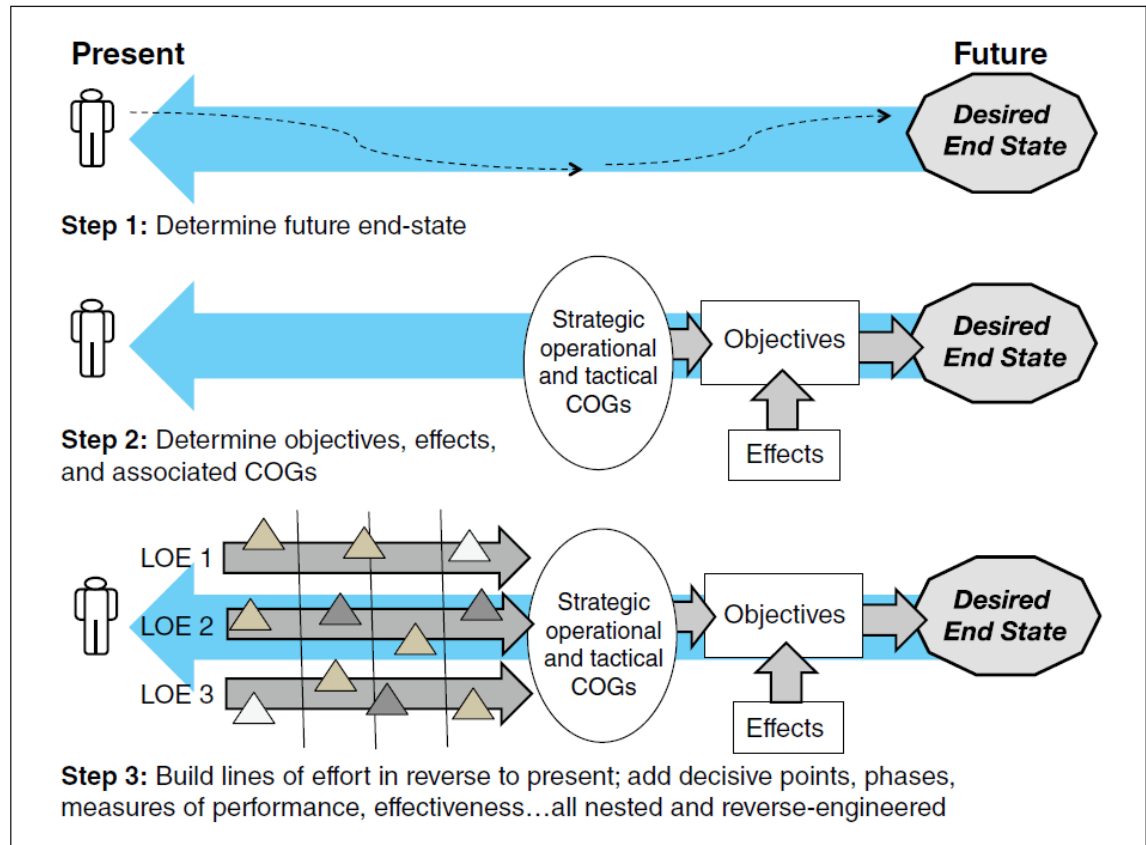 Present
Future
Desired
End State
Step 1: Determine future end-state
Strategic
operational
and tactical
COGs
Objectives
Effects
Desired
End State
Step 2: Determine objectives, effects,
and associated COGs
LOE 1
LOE 2
LOE 3
Strategic
operational
and tactical
COGs
Objectives
Effects
Desired
End State
Step 3: Build lines of effort in reverse to present; add decisive points, phases,
measures of performance, effectiveness…all nested and reverse-engineered